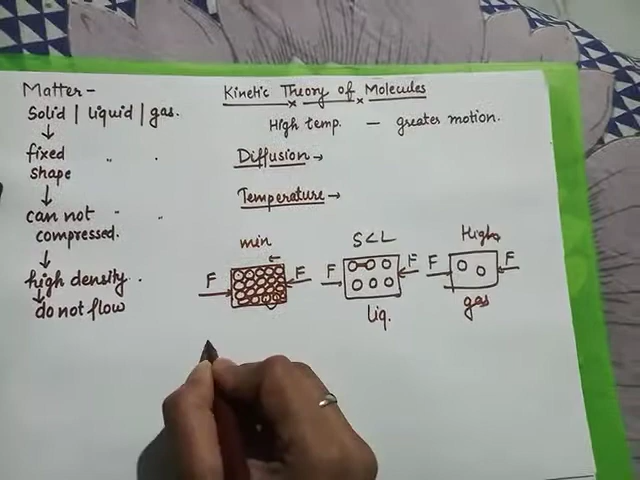 Matter -
Solid | liquid | gas.
fixed " .
shape
can not " "
compressed.
high density .
do not flow
Kinetic Theory of Molecules
High temp. - greater motion.
Diffusion →
Temperature →
min
F F
S<L
F F
Liq.
High
F F
gas